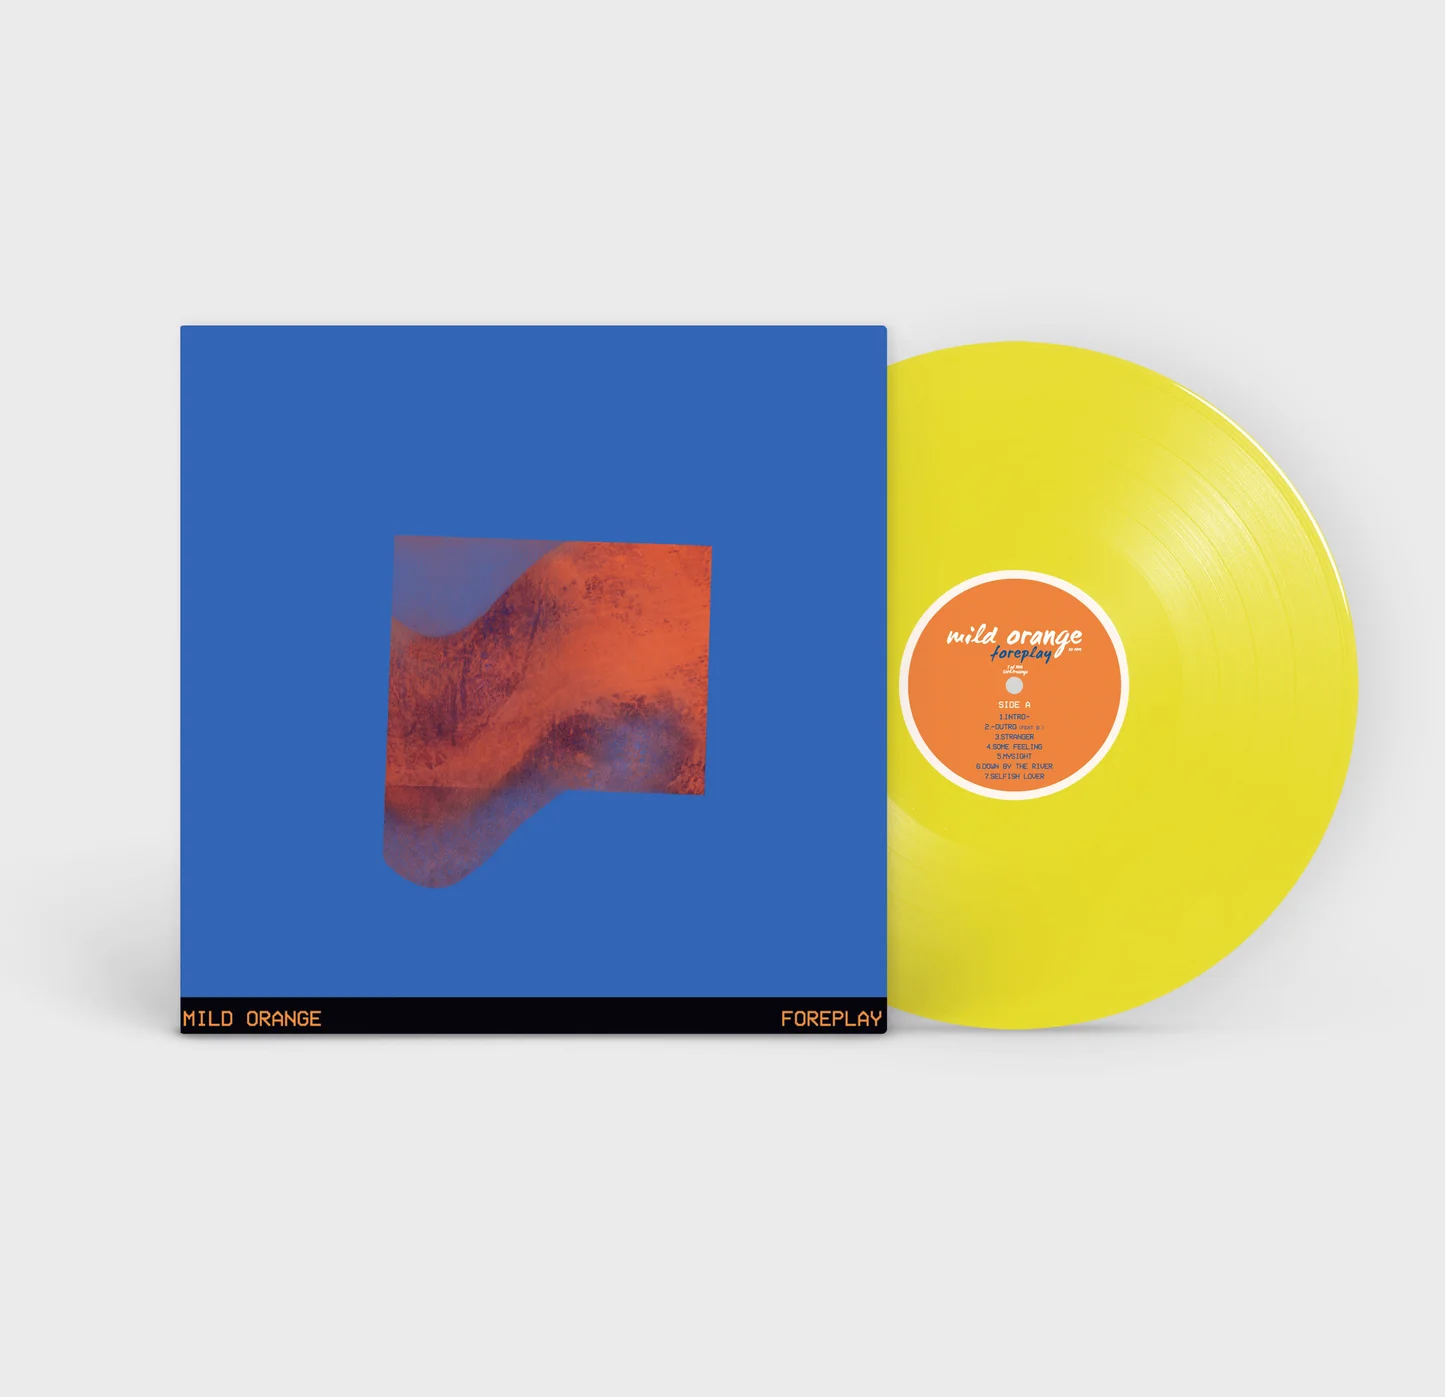 MILD ORANGE
FOREPLAY
mild orange
foreplay
SIDE A
1.INTRO-
2.-OUTRO
3.STRANGER
4.SOME FEELING
5.MYSIGHT
6.DOWN BY THE RIVER
7.SELFISH LOVER